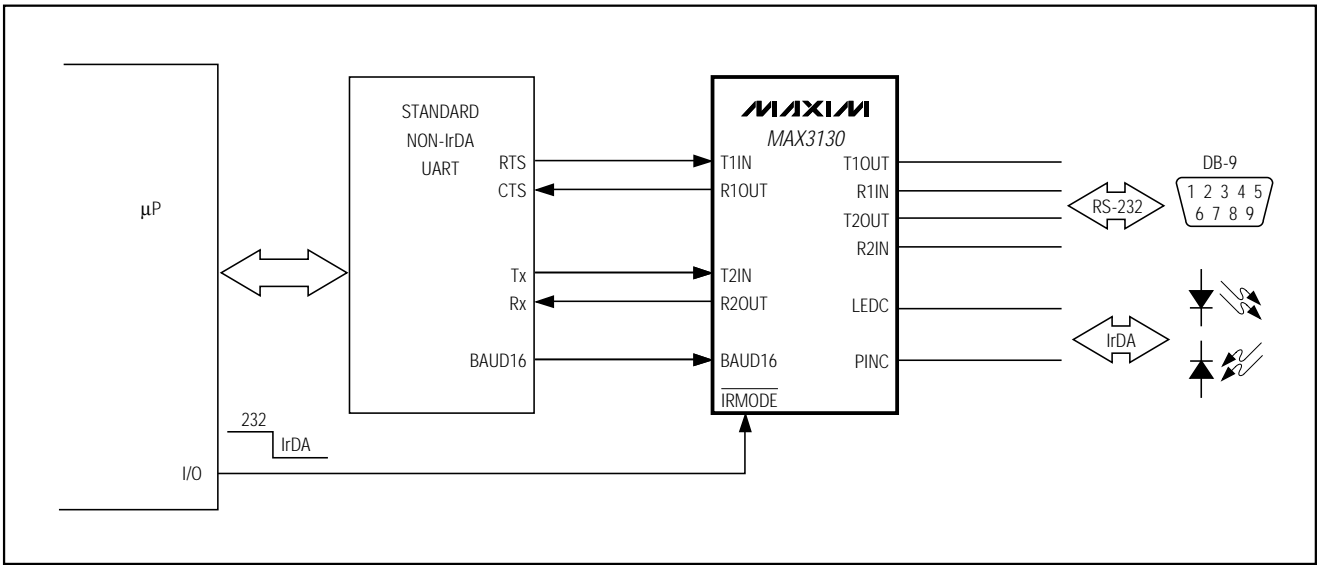 μP
I/O
232
IrDA
STANDARD
NON-IrDA
UART
RTS
CTS
Tx
Rx
BAUD16
MAXIM
MAX3130
T1IN
R1OUT
T2IN
R2OUT
BAUD16
IRMODE
T1OUT
R1IN
T2OUT
R2IN
LEDC
PINC
RS-232
IrDA
DB-9
1 2 3 4 5
6 7 8 9